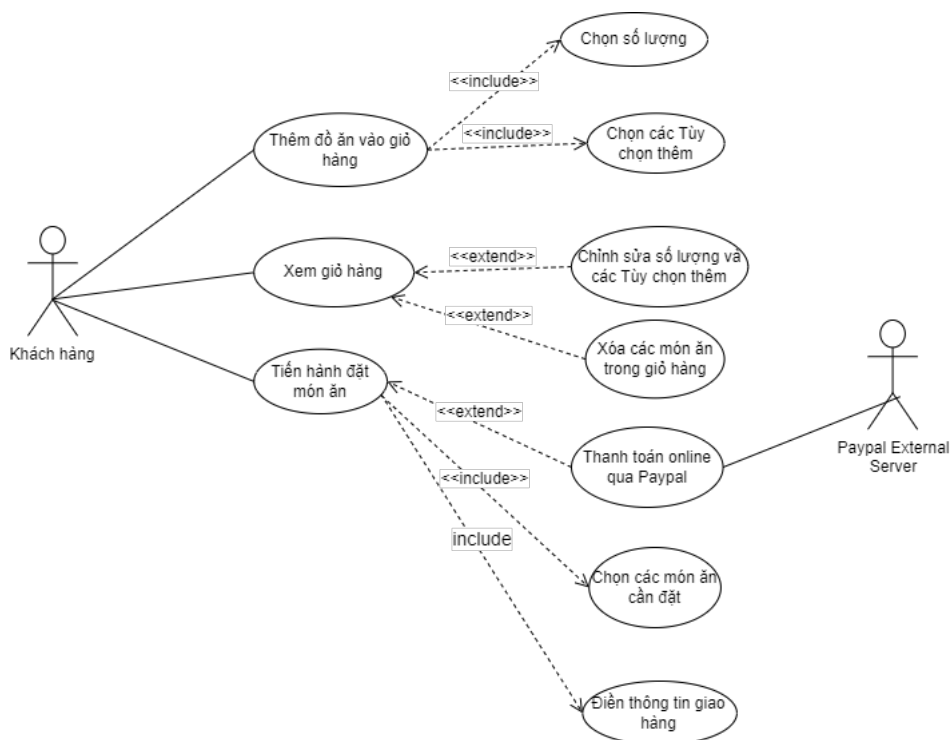 Chọn số lượng
<<include>>
<<include>>
Thêm đồ ăn vào giỏ
hàng
Chọn các Tùy
chọn thêm
<<extend>>
Chỉnh sửa số lượng và
các Tùy chọn thêm
Xem giỏ hàng
<<extend>>
Xóa các món ăn
trong giỏ hàng
Khách hàng
Tiến hành đặt
món ăn
<<extend>>
Thanh toán online
qua Paypal
Paypal External
Server
<<include>>
include
Chọn các món ăn
cần đặt
Điền thông tin giao
hàng